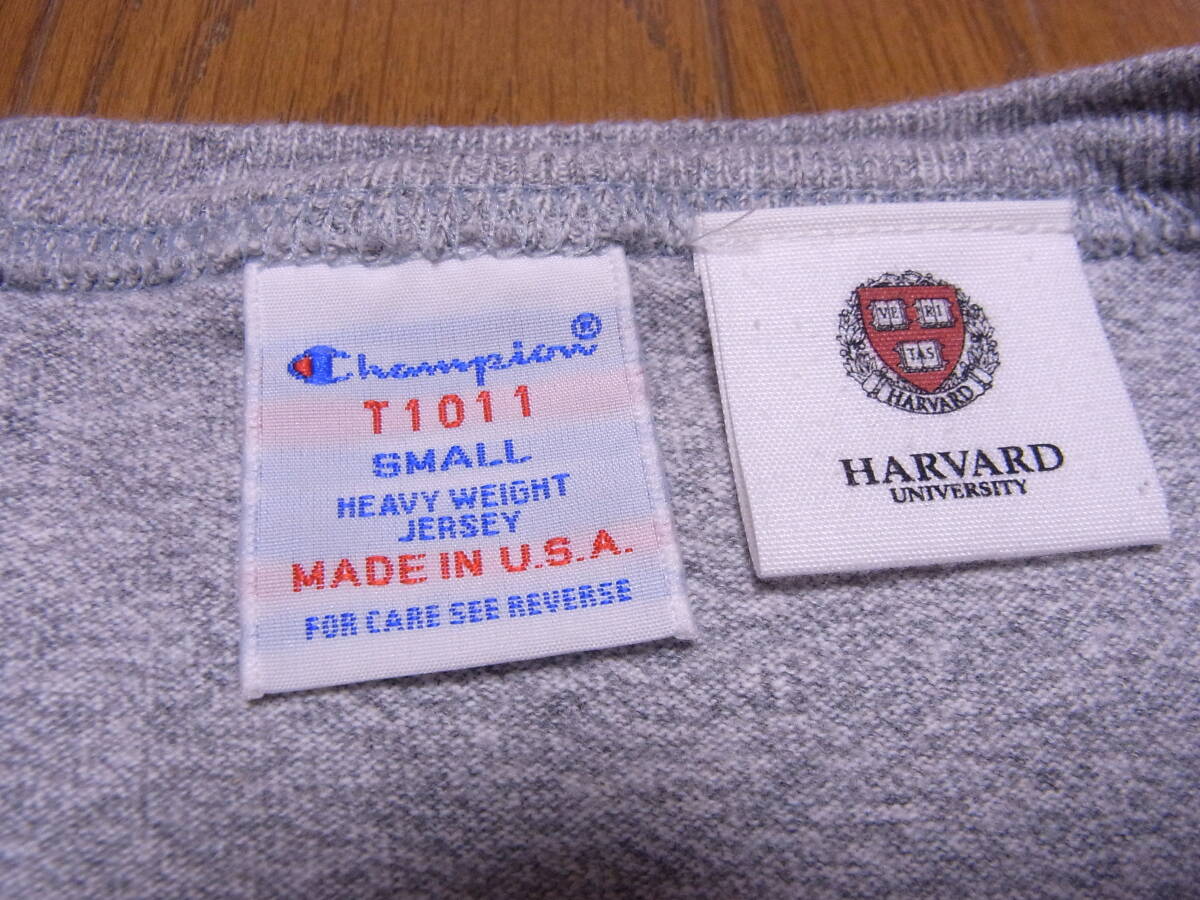 Champion®
T1011
SMALL
HEAVY WEIGHT
JERSEY
MADE IN U.S.A.
FOR CARE SEE REVERSE
VE RI
TAS
HARVARD
HARVARD
UNIVERSITY